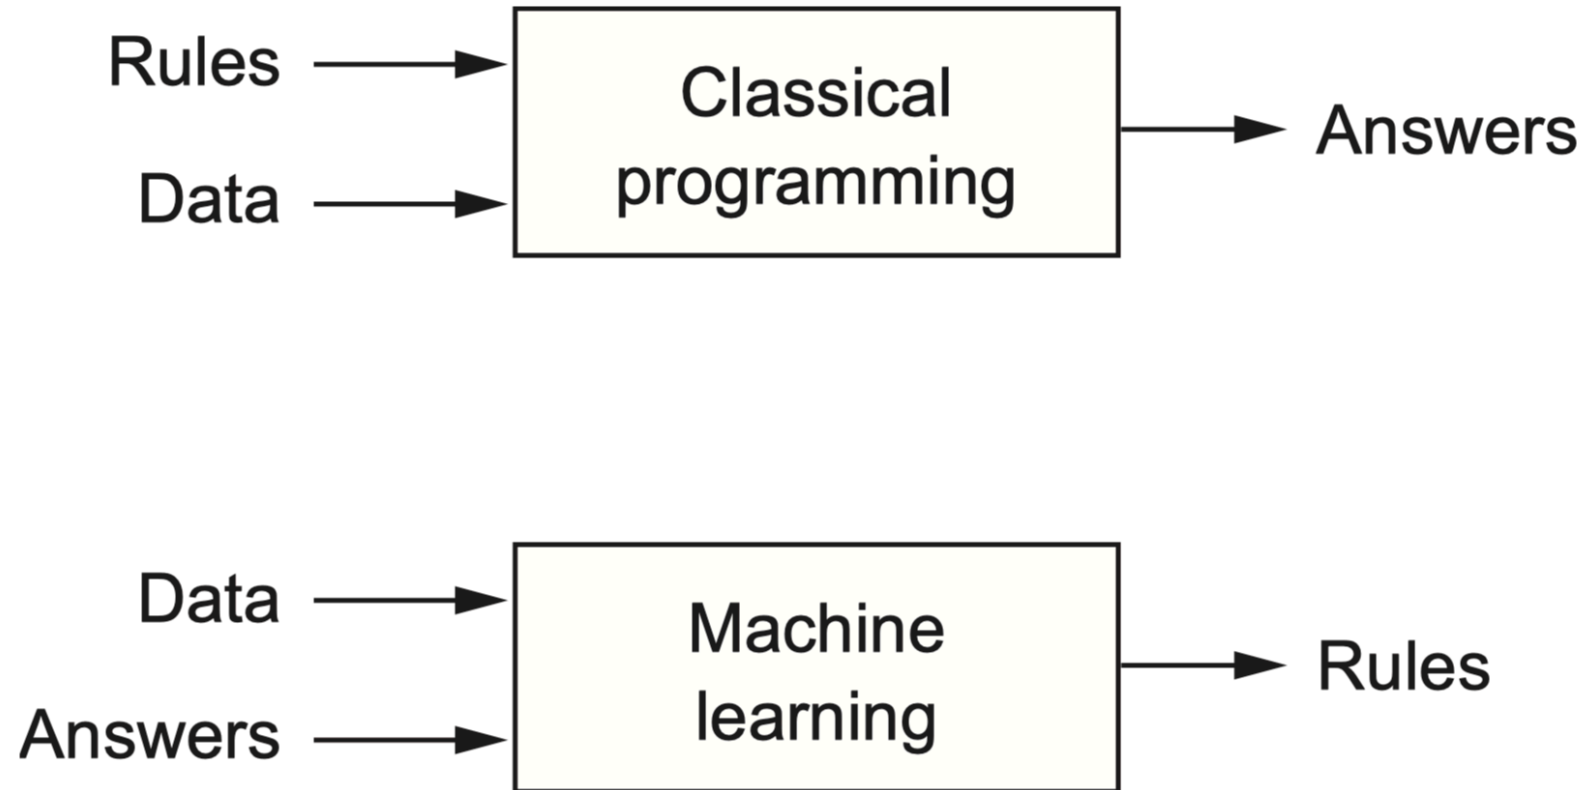 Rules
Data
Classical
programming
Answers
Data
Answers
Machine
learning
Rules